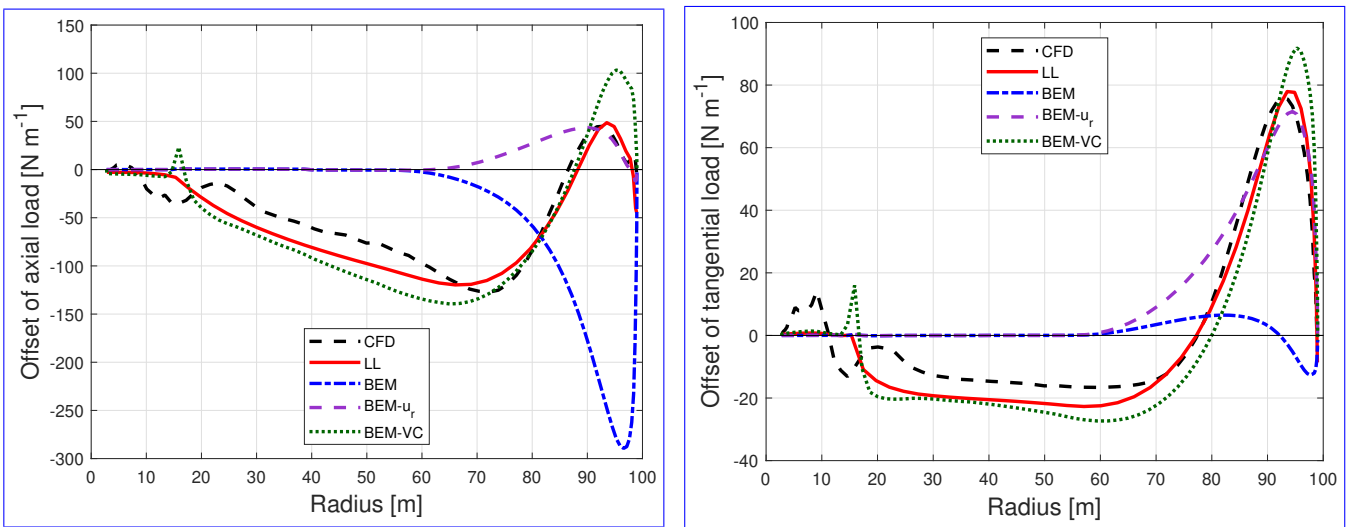 Offset of axial load [N m⁻¹]
150
100
50
0
-50
-100
-150
-200
-250
-300
CFD
LL
BEM
BEM-uᵣ
BEM-VC
0 10 20 30 40 50 60 70 80 90 100
Radius [m]
Offset of tangential load [N m⁻¹]
100
80
60
40
20
0
-20
-40
CFD
LL
BEM
BEM-uᵣ
BEM-VC
0 10 20 30 40 50 60 70 80 90 100
Radius [m]